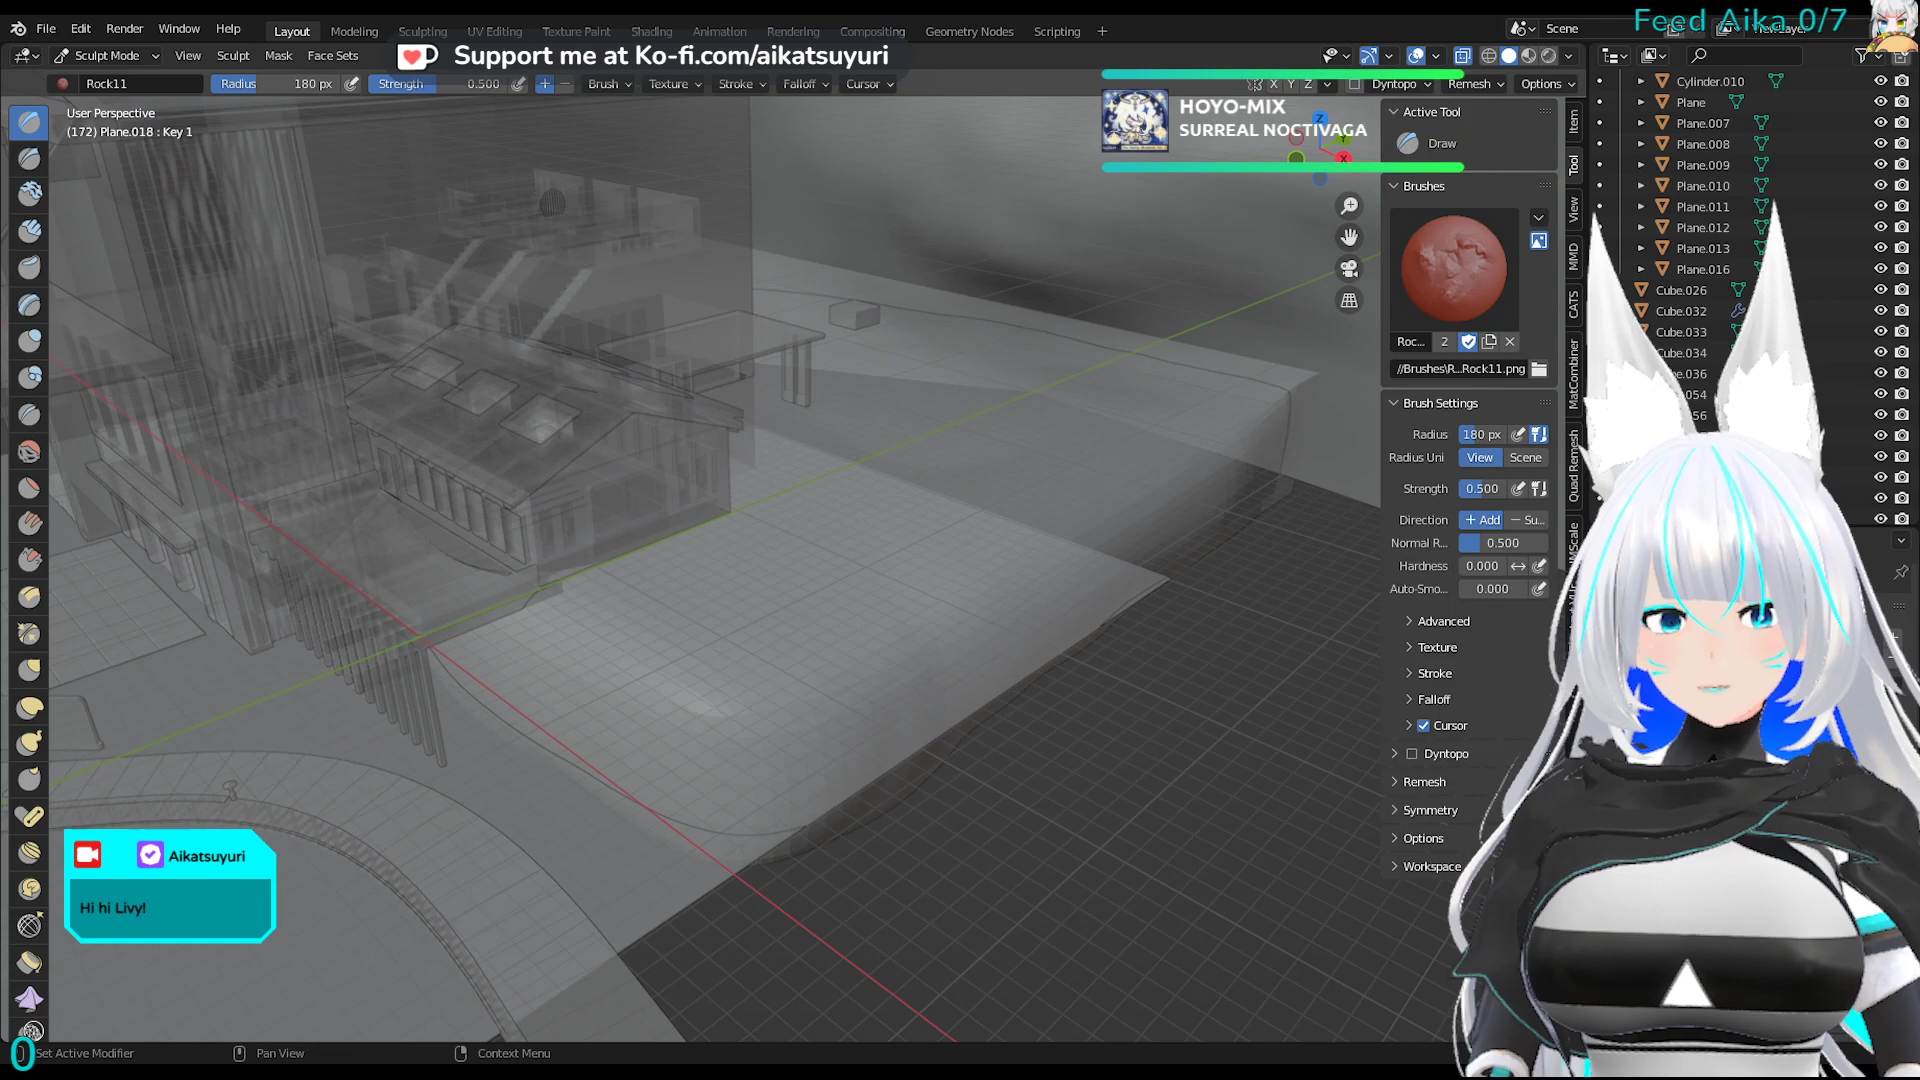 File Edit Render Window Help Layout Modeling Sculpting UV Editing Texture Paint Shading Animation Rendering Compositing Geometry Nodes Scripting +
Scene
Feed Aika 0/7
Sculpt Mode View Sculpt Mask Face Sets
Support me at Ko-fi.com/aikatsuyuri
Rock11 Radius 180 px Strength 0.500 Brush Texture Stroke Falloff Cursor
X Y Z Dyntopo Remesh Options
User Perspective
(172) Plane.018 : Key 1
HOYO-MIX
SURREAL NOCTIVAGA
Z
Y
X
Active Tool
Draw
Brushes
Roc... 2
//Brushes\R...Rock11.png
Brush Settings
Radius 180 px
Radius Uni View Scene
Strength 0.500
Direction + Add − Su...
Normal R... 0.500
Hardness 0.000
Auto-Smo... 0.000
Advanced
Texture
Stroke
Falloff
Cursor
Dyntopo
Remesh
Symmetry
Options
Workspace
Item
Tool
View
MMD
CATS
MatCombiner
Quad Remesh
Cylinder.010
Plane
Plane.007
Plane.008
Plane.009
Plane.010
Plane.011
Plane.012
Plane.013
Plane.016
Cube.026
Cube.032
Cube.033
Cube.034
Aikatsuyuri
Hi hi Livy!
0
Set Active Modifier Pan View Context Menu